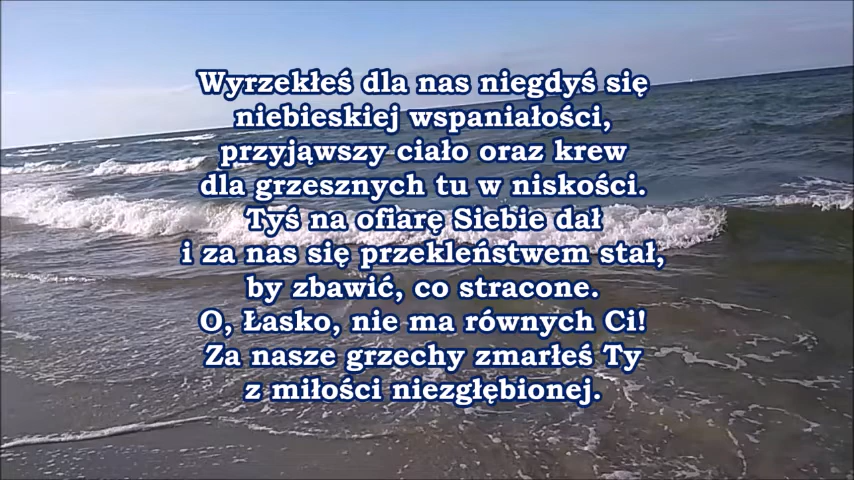 Wyrzekłeś dla nas niegdyś się
niebieskiej wspaniałości,
przyjąwszy ciało oraz krew
dla grzesznych tu w niskości.
Tyś na ofiarę Siebie dał
i za nas się przekleństwem stał,
by zbawić, co stracone.
O, Łasko, nie ma równych Ci!
Za nasze grzechy zmarłeś Ty
z miłości niezgłębionej.